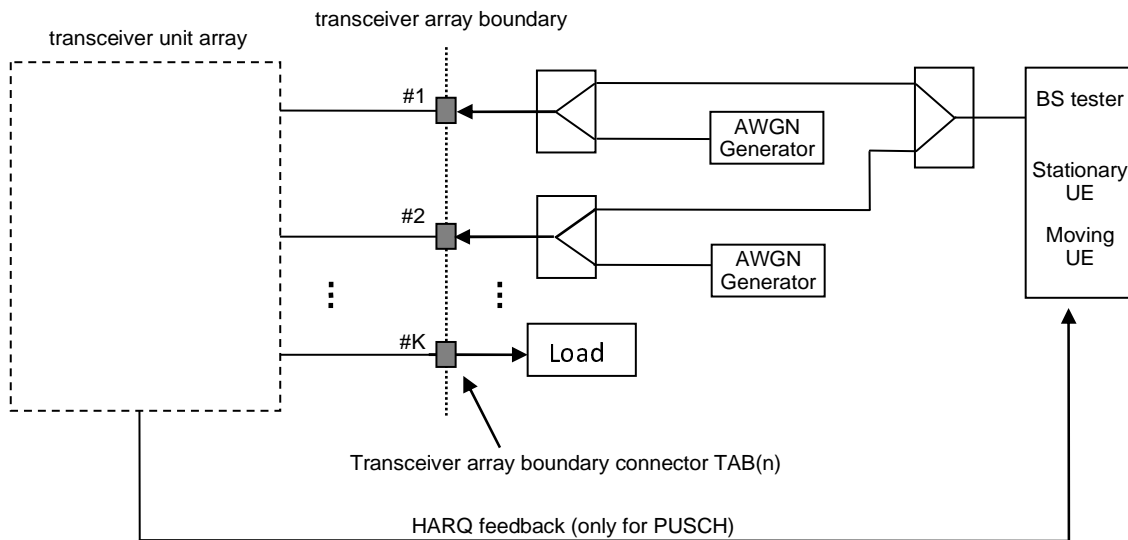 transceiver array boundary
transceiver unit array
#1
BS tester
AWGN
Generator
Stationary
UE
#2
Moving
UE
AWGN
Generator
#K
Load
Transceiver array boundary connector TAB(n)
HARQ feedback (only for PUSCH)